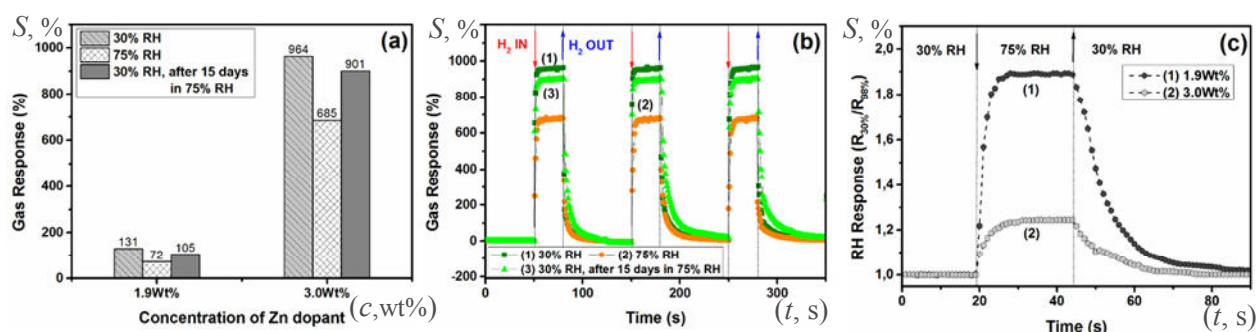 S, %
Gas Response (%)
1000
800
600
400
200
0
30% RH
75% RH
30% RH, after 15 days
in 75% RH
(a)
964
685
901
131
72
105
1.9Wt%
3.0Wt%
(c,wt%)
Concentration of Zn dopant
S, %
Gas Response (%)
1000
800
600
400
200
0
-200
H2 IN
H2 OUT
(b)
(1)
(3)
(2)
(1) 30% RH
(2) 75% RH
(3) 30% RH, after 15 days in 75% RH
0
100
200
300
(t, s)
Time (s)
S, %
RH Response (R30%/R98%)
2,0
1,8
1,6
1,4
1,2
1,0
30% RH
75% RH
30% RH
(c)
(1) 1.9Wt%
(2) 3.0Wt%
(1)
(2)
0
20
40
60
80
(t, s)
Time (s)